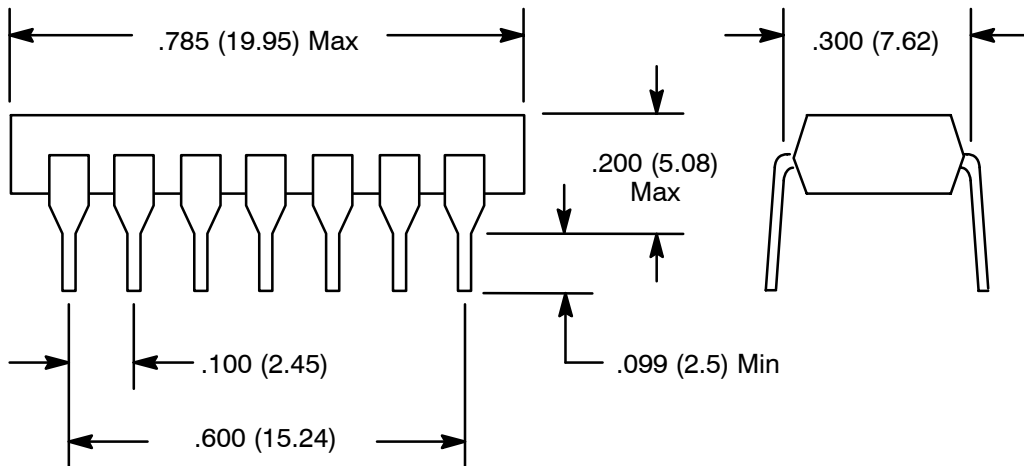 .785 (19.95) Max
.300 (7.62)
.200 (5.08)
Max
.100 (2.45)
.099 (2.5) Min
.600 (15.24)